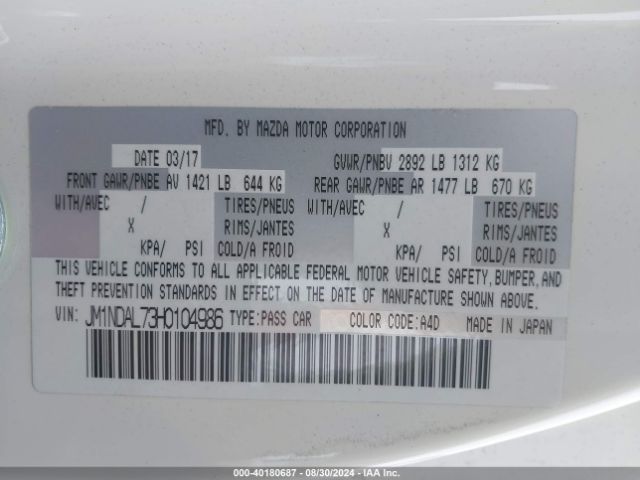 MFD. BY MAZDA MOTOR CORPORATION
DATE 03/17 GVWR/PNBV 2892 LB 1312 KG
FRONT GAWR/PNBE AV 1421 LB 644 KG REAR GAWR/PNBE AR 1477 LB 670 KG
WITH/AVEC / TIRES/PNEUS WITH/AVEC / TIRES/PNEUS
X RIMS/JANTES X RIMS/JANTES
KPA/ PSI COLD/A FROID KPA/ PSI COLD/A FROID
THIS VEHICLE CONFORMS TO ALL APPLICABLE FEDERAL MOTOR VEHICLE SAFETY, BUMPER, AND
THEFT PREVENTION STANDARDS IN EFFECT ON THE DATE OF MANUFACTURE SHOWN ABOVE.
VIN: JM1NDAL73H0104986 TYPE:PASS CAR COLOR CODE:A4D MADE IN JAPAN
000-40180687 - 08/30/2024 - IAAI.COM